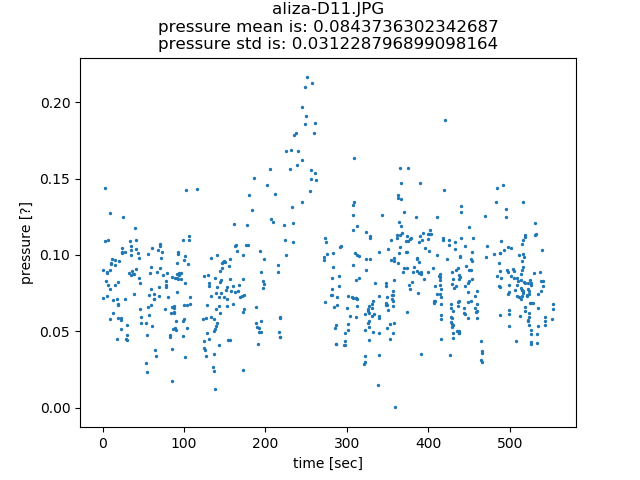 aliza-D11.JPG
pressure mean is: 0.0843736302342687
pressure std is: 0.031228796899098164
0.20
0.15
0.10
0.05
0.00
pressure [?]
0 100 200 300 400 500
time [sec]